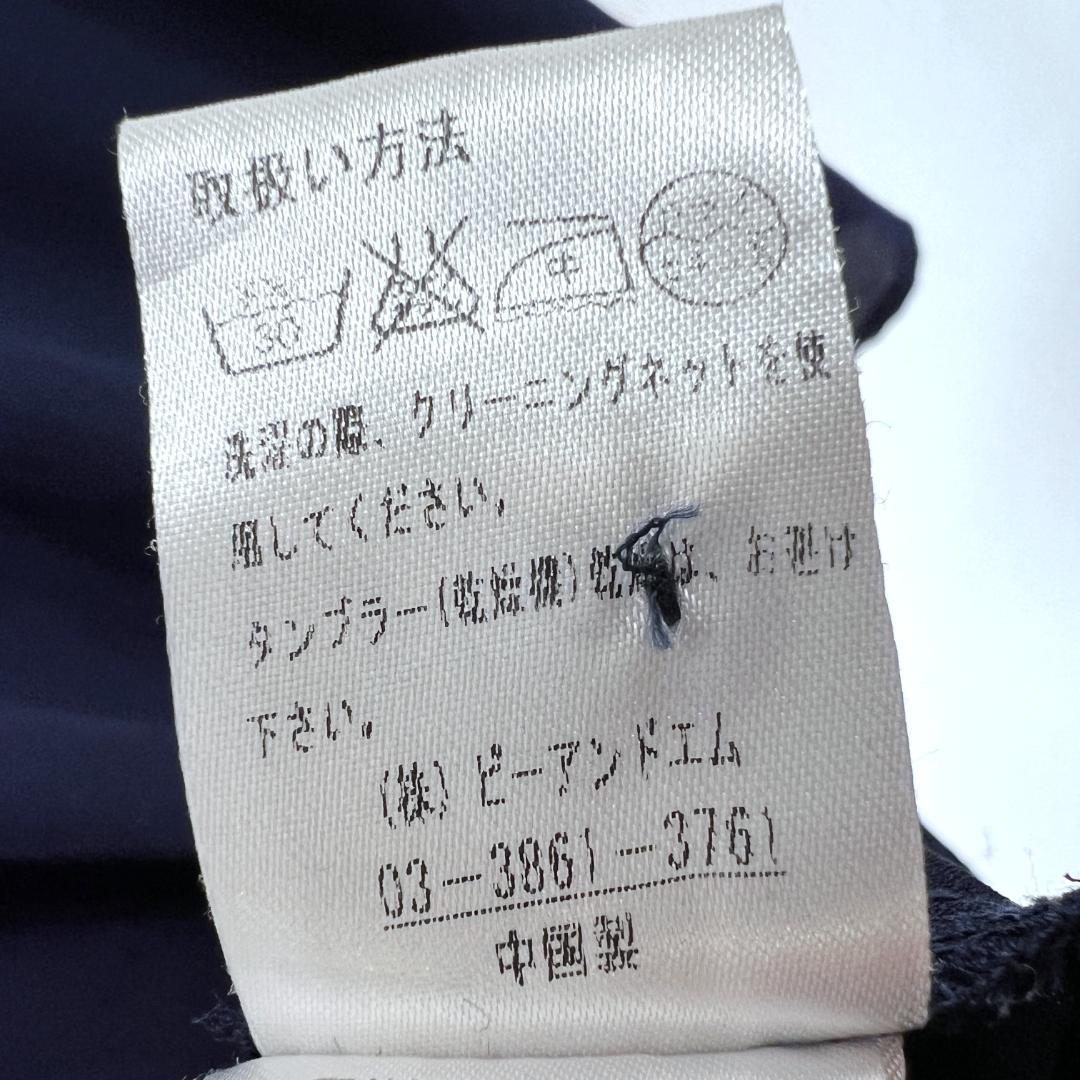 取扱い方法
30
中
洗濯の際、クリーニングネットを使
用してください。
タンブラー(乾燥機)乾燥は、お避け
下さい。
(株)ピーアンドエム
03-3861-3761
中国製